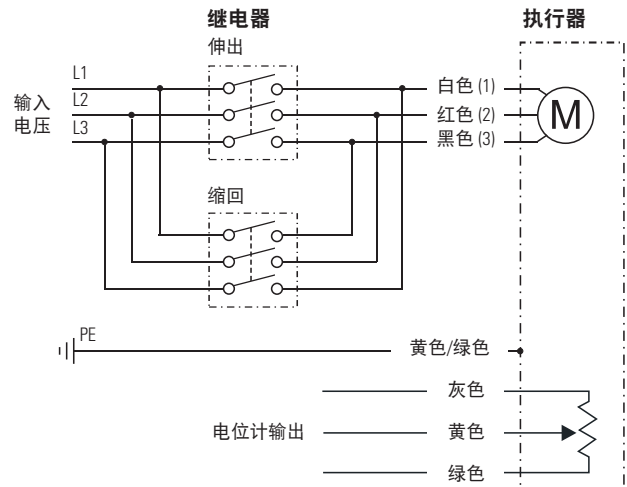 继电器
执行器
伸出
L1
白色 (1)
输入
电压
L2
红色 (2)
M
L3
黑色 (3)
缩回
PE
黄色/绿色
灰色
电位计输出
黄色
绿色